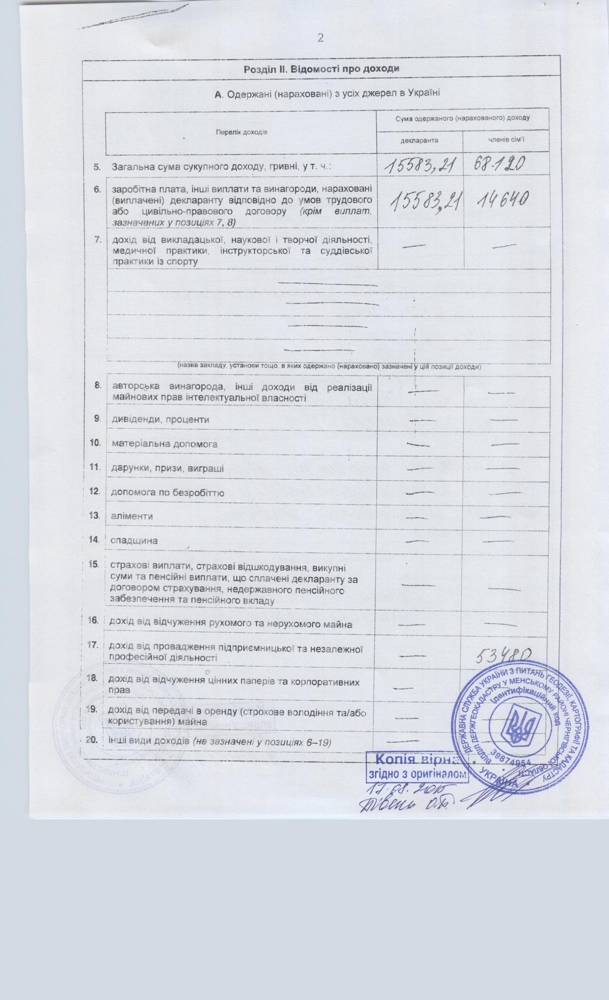 2
Розділ II. Відомості про доходи
А. Одержані (нараховані) з усіх джерел в Україні
Перелік доходів
Сума одержаного (нарахованого) доходу
декларанта
членів сім'ї
5. Загальна сума сукупного доходу, гривні, у т. ч.: 15583,21 68120
6. заробітна плата, інші виплати та винагороди, нараховані
(виплачені) декларанту відповідно до умов трудового
або цивільно-правового договору (крім виплат,
зазначених у позиціях 7, 8)
15583,21 14640
7. дохід від викладацької, наукової і творчої діяльності,
медичної практики, інструкторської та суддівської
практики із спорту
— —
—
—
—
—
(назва закладу, установи тощо, в яких одержано (нараховано) зазначені у цій позиції доходи)
8. авторська винагорода, інші доходи від реалізації
майнових прав інтелектуальної власності
— —
9. дивіденди, проценти — —
10. матеріальна допомога — —
11. дарунки, призи, виграші — —
12. допомога по безробіттю — —
13. аліменти — —
14. спадщина — —
15. страхові виплати, страхові відшкодування, викупні
суми та пенсійні виплати, що сплачені декларанту за
договором страхування, недержавного пенсійного
забезпечення та пенсійного вкладу
— —
16. дохід від відчуження рухомого та нерухомого майна — —
17. дохід від провадження підприємницької та незалежної
професійної діяльності
— 53480
18. дохід від відчуження цінних паперів та корпоративних
прав
— —
19. дохід від передачі в оренду (строкове володіння та/або
користування) майна
— —
20. інші види доходів (не зазначені у позиціях 6–19) — —
Копія вірна
згідно з оригіналом
17.08.2015
Півень О.П.
ДЕРЖАВНА СЛУЖБА УКРАЇНИ З ПИТАНЬ ГЕОДЕЗІЇ, КАРТОГРАФІЇ ТА КАДАСТРУ
УКРАЇНА
ВІДДІЛ ДЕРЖГЕОКАДАСТРУ У МЕНСЬКОМУ РАЙОНІ ЧЕРНІГІВСЬКОЇ ОБЛАСТІ
Ідентифікаційний код
39874954